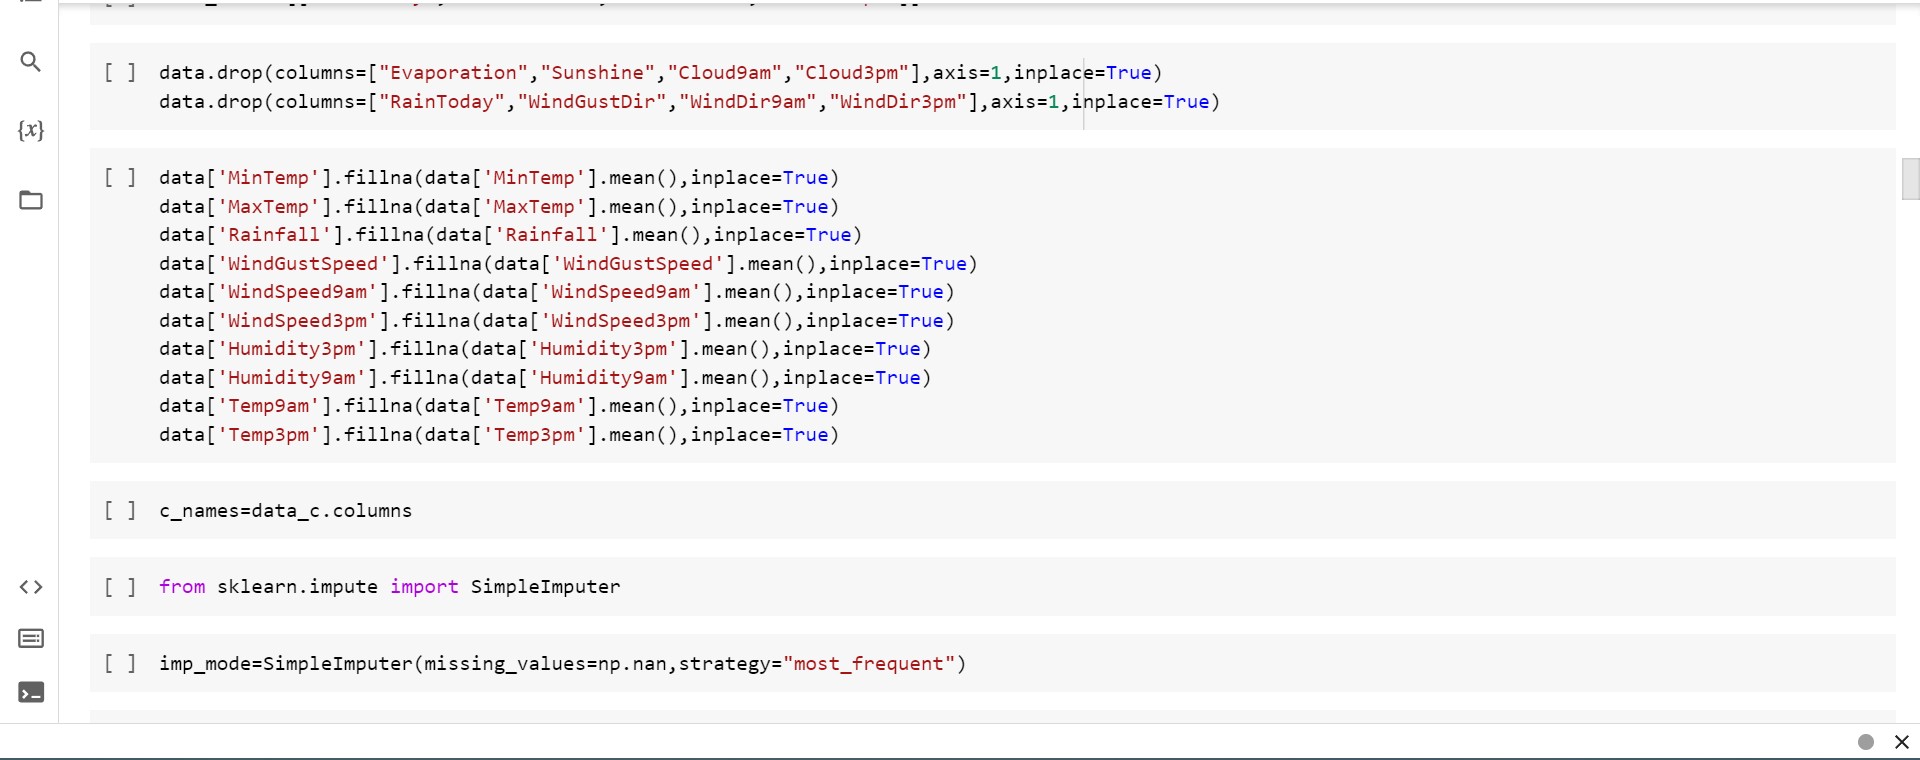 [ ] data.drop(columns=["Evaporation","Sunshine","Cloud9am","Cloud3pm"],axis=1,inplace=True)
data.drop(columns=["RainToday","WindGustDir","WindDir9am","WindDir3pm"],axis=1,inplace=True)
{x}
[ ] data['MinTemp'].fillna(data['MinTemp'].mean(),inplace=True)
data['MaxTemp'].fillna(data['MaxTemp'].mean(),inplace=True)
data['Rainfall'].fillna(data['Rainfall'].mean(),inplace=True)
data['WindGustSpeed'].fillna(data['WindGustSpeed'].mean(),inplace=True)
data['WindSpeed9am'].fillna(data['WindSpeed9am'].mean(),inplace=True)
data['WindSpeed3pm'].fillna(data['WindSpeed3pm'].mean(),inplace=True)
data['Humidity3pm'].fillna(data['Humidity3pm'].mean(),inplace=True)
data['Humidity9am'].fillna(data['Humidity9am'].mean(),inplace=True)
data['Temp9am'].fillna(data['Temp9am'].mean(),inplace=True)
data['Temp3pm'].fillna(data['Temp3pm'].mean(),inplace=True)
[ ] c_names=data_c.columns
[ ] from sklearn.impute import SimpleImputer
[ ] imp_mode=SimpleImputer(missing_values=np.nan,strategy="most_frequent")